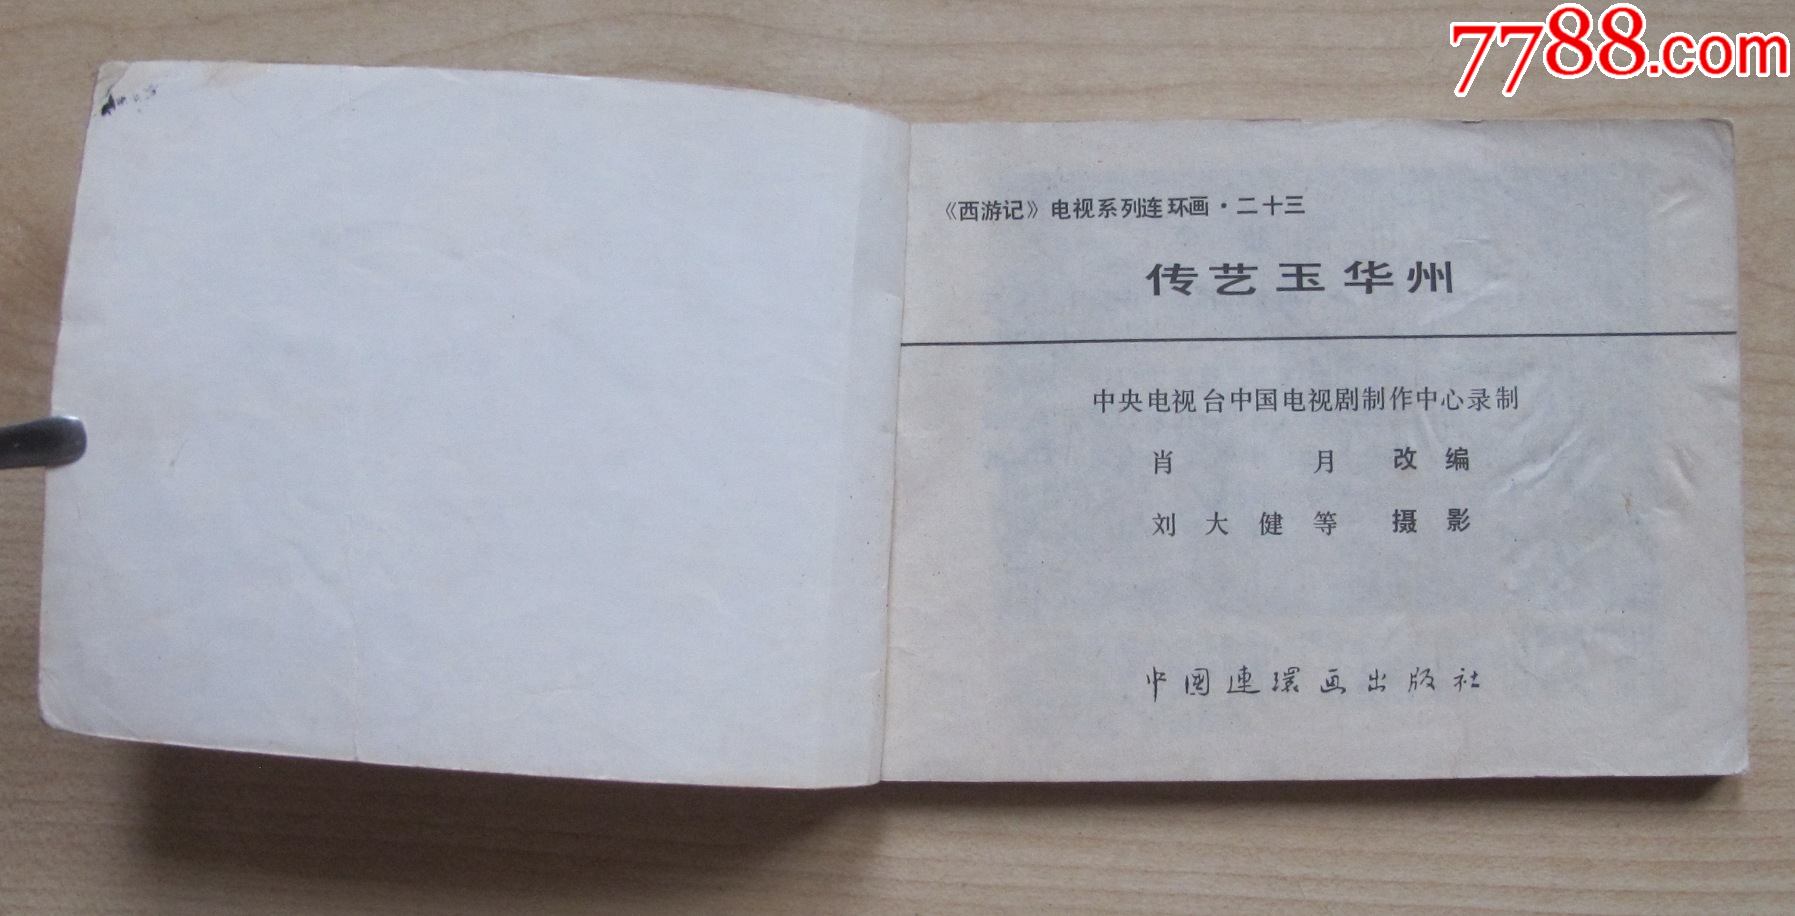 7788.com
《西游记》电视系列连环画·二十三
传艺玉华州
中央电视台中国电视剧制作中心录制
肖月 改编
刘大健等 摄影
中国連環画出版社